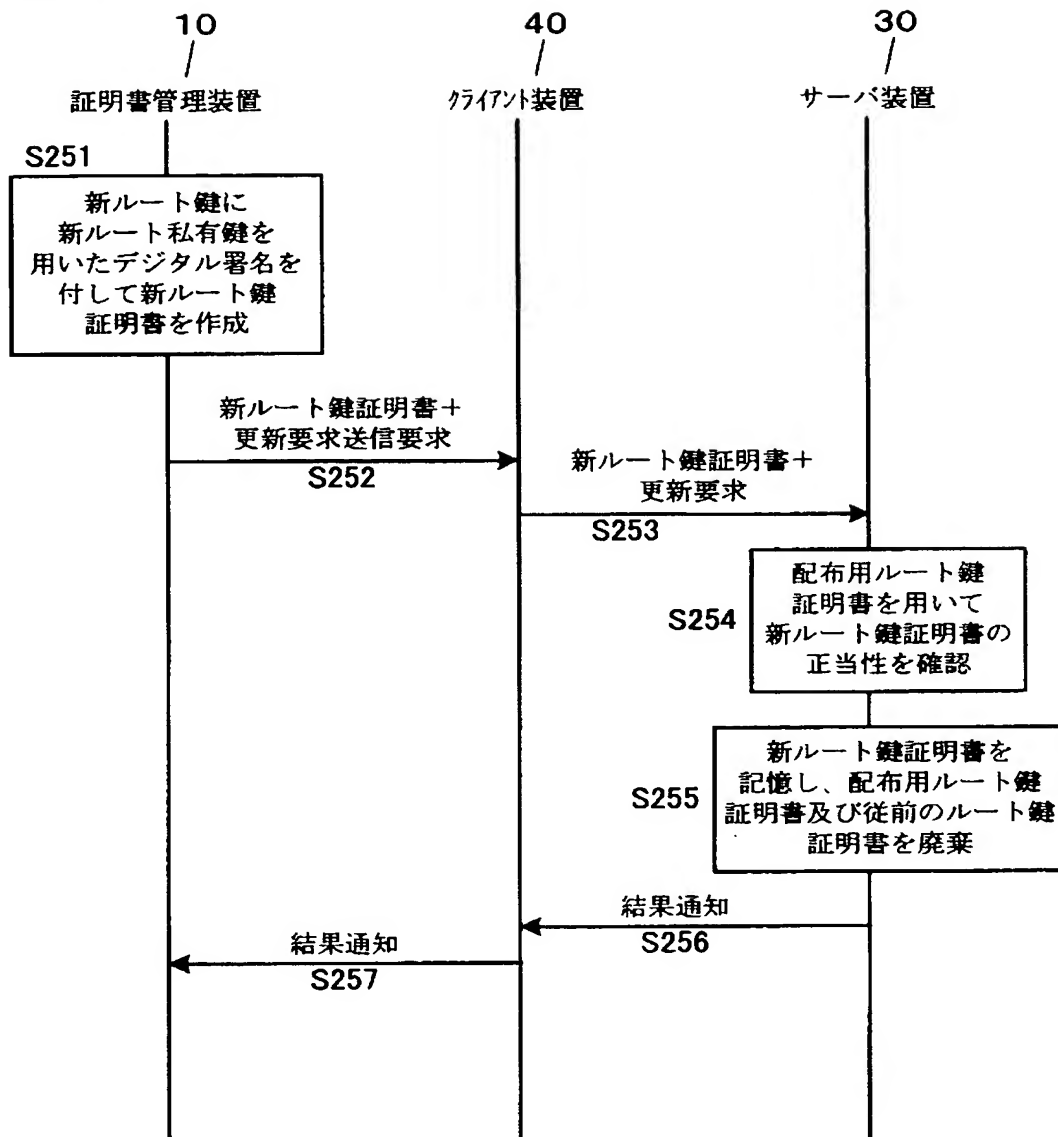 10
40
30
証明書管理装置
クライアント装置
サーバ装置
S251
新ルート鍵に
新ルート私有鍵を
用いたデジタル署名を
付して新ルート鍵
証明書を作成
新ルート鍵証明書＋
更新要求送信要求
S252
新ルート鍵証明書＋
更新要求
S253
S254
配布用ルート鍵
証明書を用いて
新ルート鍵証明書の
正当性を確認
S255
新ルート鍵証明書を
記憶し、配布用ルート鍵
証明書及び従前のルート鍵
証明書を廃棄
結果通知
S256
結果通知
S257